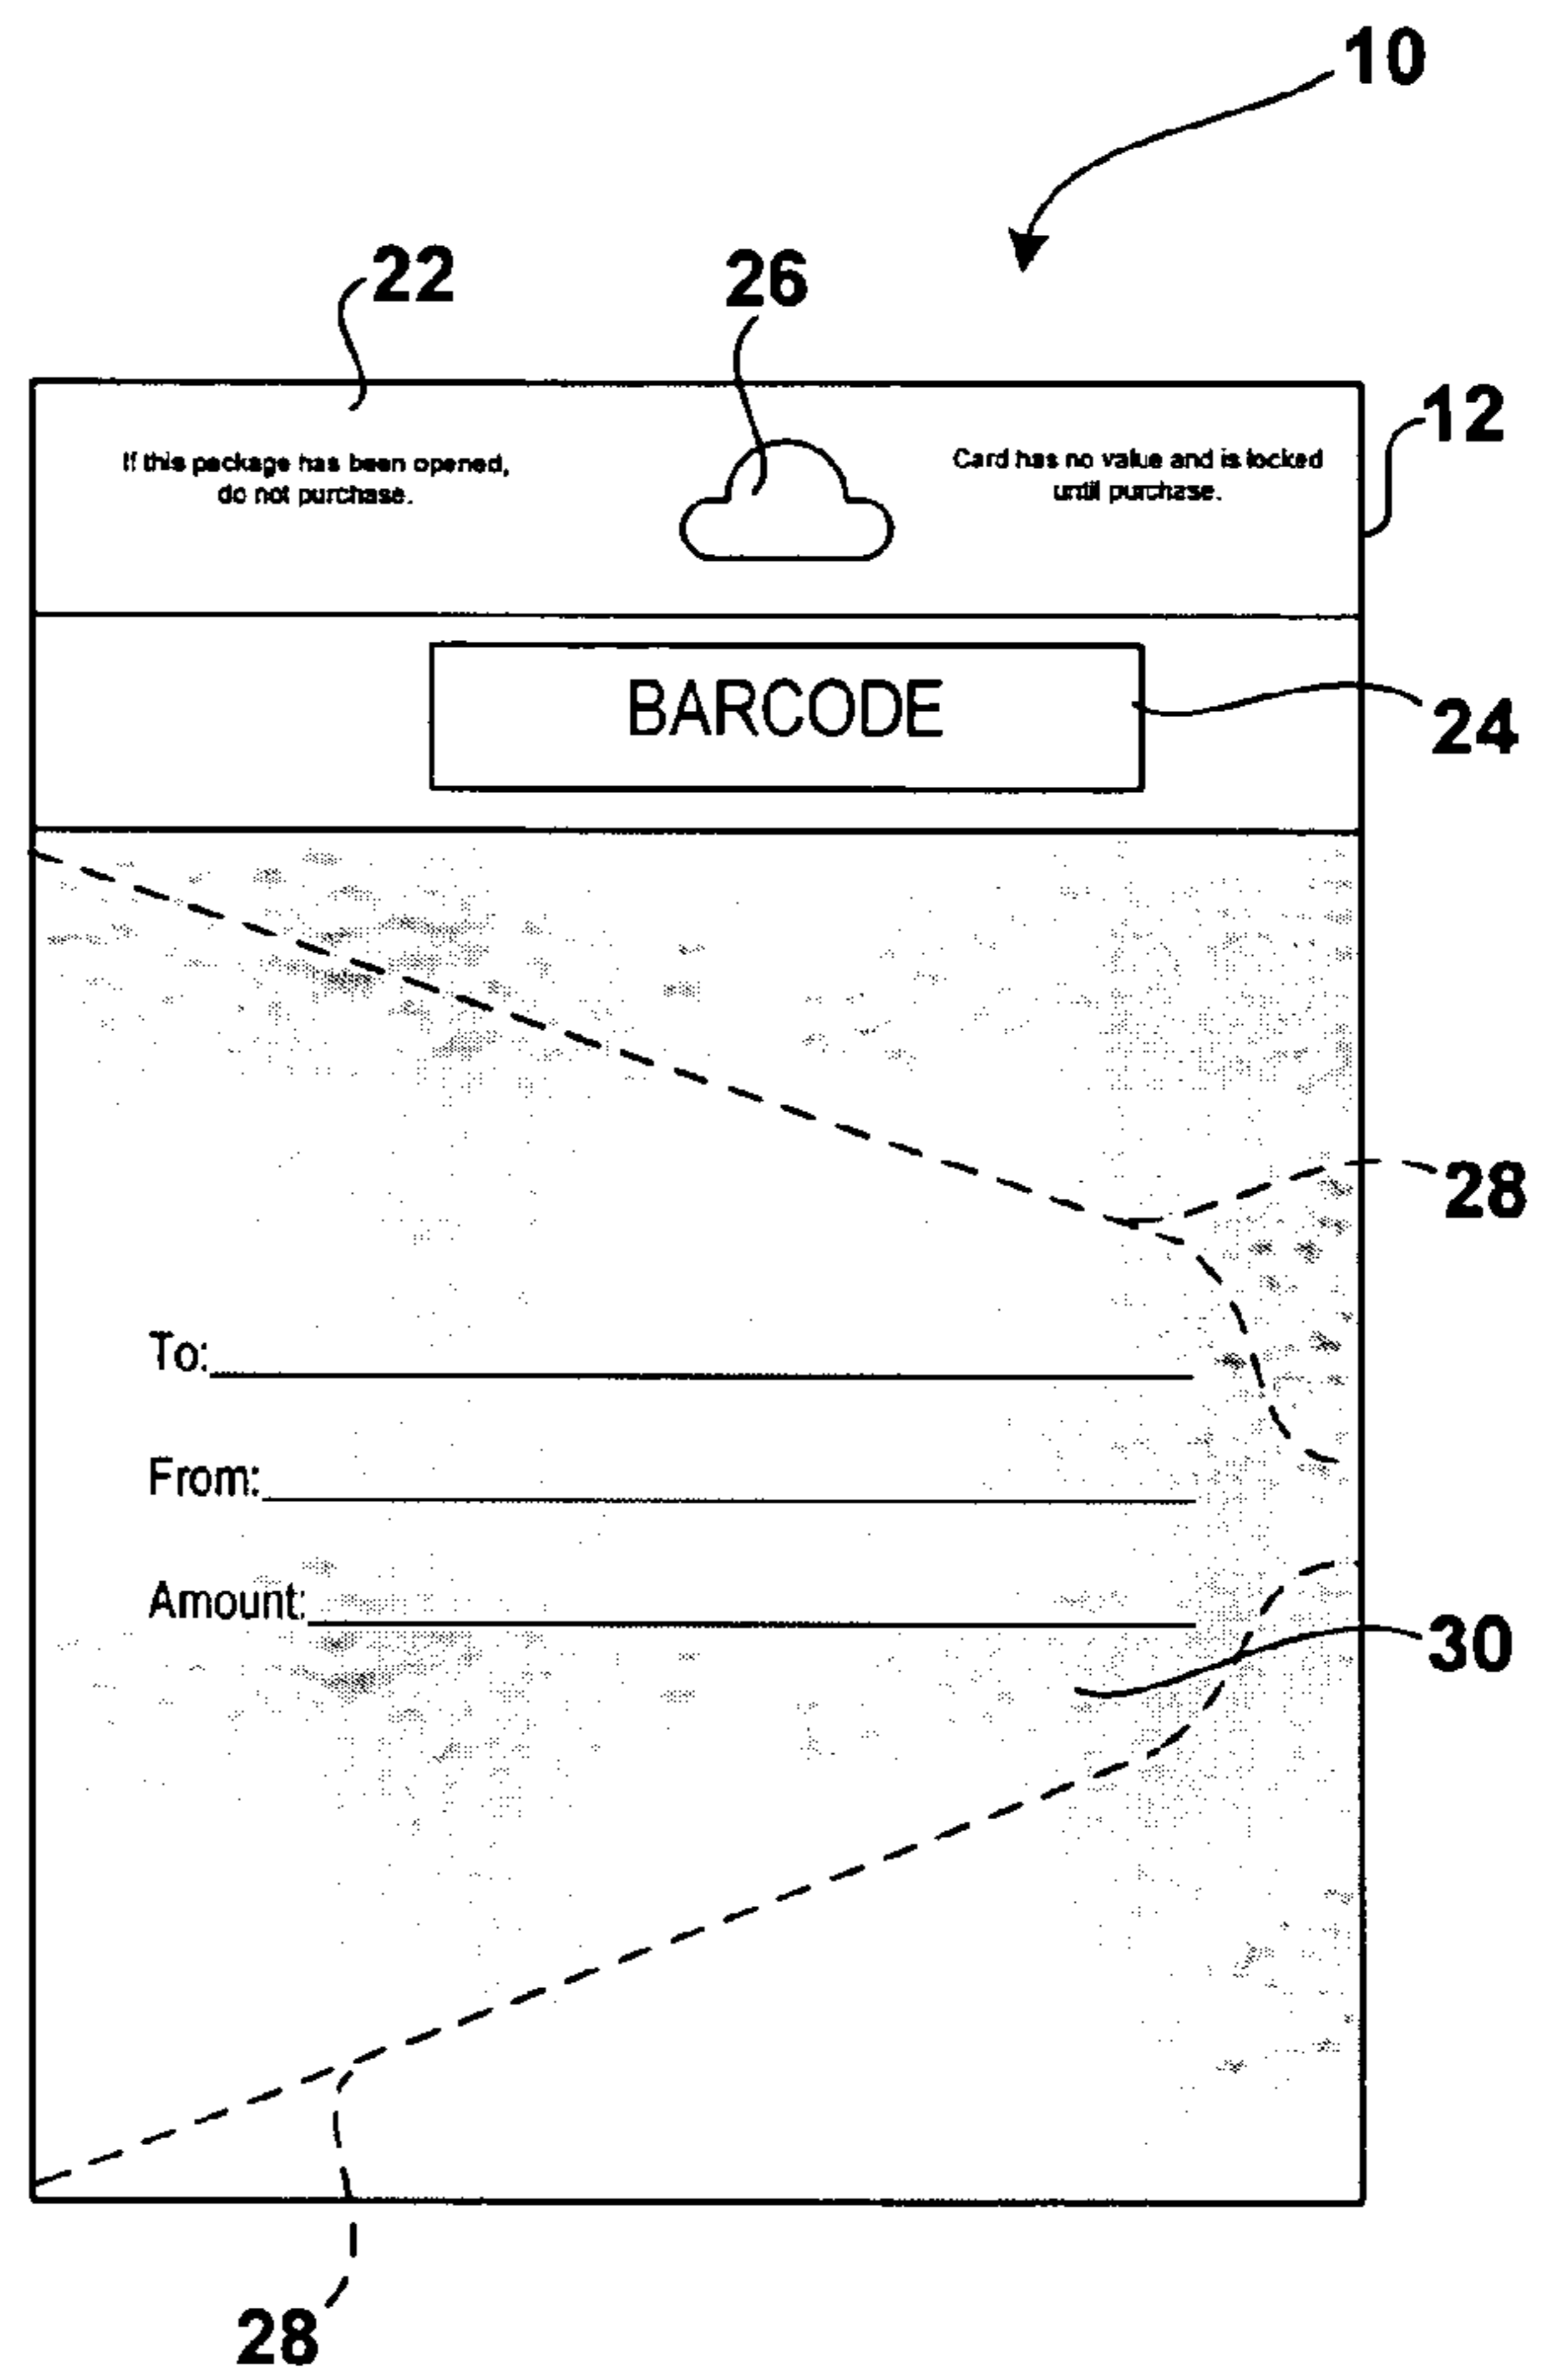 10
22
26
12
If this package has been opened,
do not purchase.
Card has no value and is locked
until purchase.
BARCODE
24
28
To:
From:
Amount:
30
28